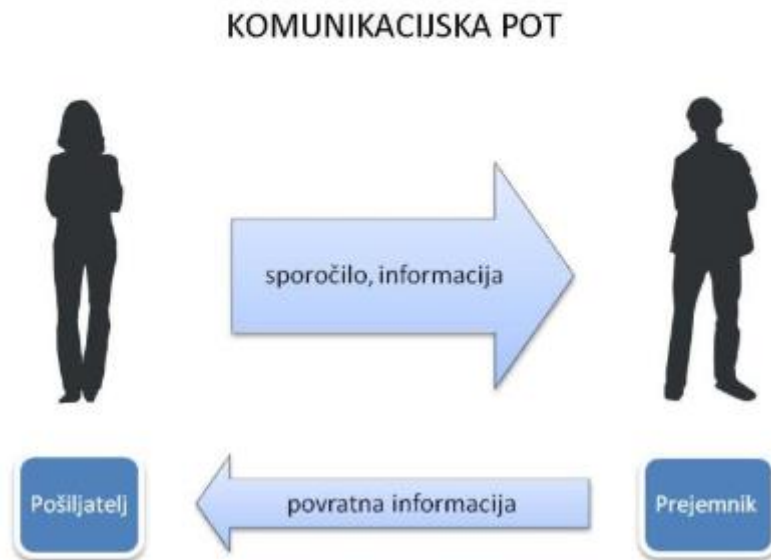 KOMUNIKACIJSKA POT
sporočilo, informacija
Pošiljatelj
povratna informacija
Prejemnik